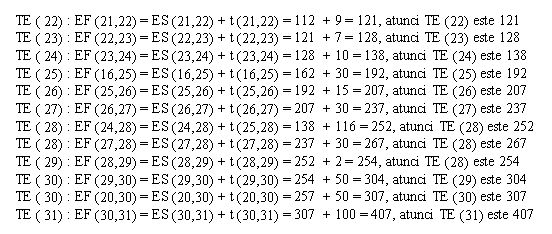 TE (22) : EF (21,22) = ES (21,22) + t (21,22) = 112 + 9 = 121, atunci TE (22) este 121
TE (23) : EF (22,23) = ES (22,23) + t (22,23) = 121 + 7 = 128, atunci TE (23) este 128
TE (24) : EF (23,24) = ES (23,24) + t (23,24) = 128 + 10 = 138, atunci TE (24) este 138
TE (25) : EF (16,25) = ES (16,25) + t (16,25) = 162 + 30 = 192, atunci TE (25) este 192
TE (26) : EF (25,26) = ES (25,26) + t (25,26) = 192 + 15 = 207, atunci TE (26) este 207
TE (27) : EF (26,27) = ES (26,27) + t (26,27) = 207 + 30 = 237, atunci TE (27) este 237
TE (28) : EF (24,28) = ES (24,28) + t (25,28) = 138 + 116 = 252, atunci TE (28) este 252
TE (28) : EF (27,28) = ES (27,28) + t (27,28) = 237 + 30 = 267, atunci TE (28) este 267
TE (29) : EF (28,29) = ES (28,29) + t (28,29) = 252 + 2 = 254, atunci TE (28) este 254
TE (30) : EF (29,30) = ES (29,30) + t (29,30) = 254 + 50 = 304, atunci TE (29) este 304
TE (30) : EF (20,30) = ES (20,30) + t (20,30) = 257 + 50 = 307, atunci TE (30) este 307
TE (31) : EF (30,31) = ES (30,31) + t (30,31) = 307 + 100 = 407, atunci TE (31) este 407